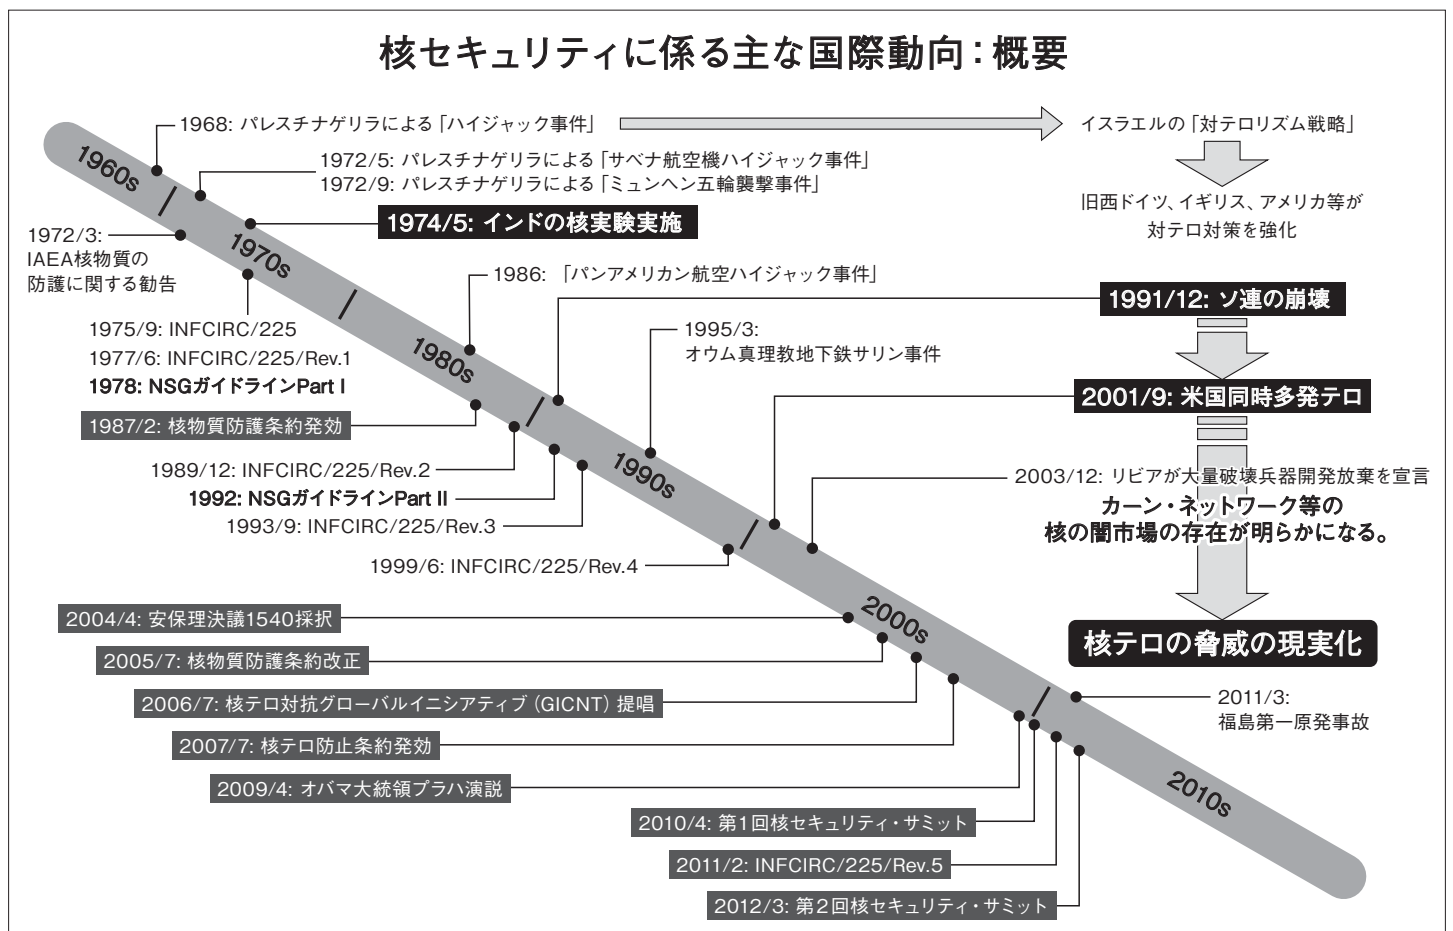 核セキュリティに係る主な国際動向：概要
1968: パレスチナゲリラによる「ハイジャック事件」
イスラエルの「対テロリズム戦略」
1960s
1972/5: パレスチナゲリラによる「サベナ航空機ハイジャック事件」
1972/9: パレスチナゲリラによる「ミュンヘン五輪襲撃事件」
旧西ドイツ、イギリス、アメリカ等が
対テロ対策を強化
1974/5: インドの核実験実施
1972/3:
IAEA核物質の
防護に関する勧告
1970s
1986: 「パンアメリカン航空ハイジャック事件」
1991/12: ソ連の崩壊
1975/9: INFCIRC/225
1977/6: INFCIRC/225/Rev.1
1978: NSGガイドラインPart I
1995/3:
オウム真理教地下鉄サリン事件
1980s
2001/9: 米国同時多発テロ
1987/2: 核物質防護条約発効
1989/12: INFCIRC/225/Rev.2
1992: NSGガイドラインPart II
1993/9: INFCIRC/225/Rev.3
1990s
2003/12: リビアが大量破壊兵器開発放棄を宣言
カーン・ネットワーク等の
核の闇市場の存在が明らかになる。
1999/6: INFCIRC/225/Rev.4
2004/4: 安保理決議1540採択
2000s
核テロの脅威の現実化
2005/7: 核物質防護条約改正
2006/7: 核テロ対抗グローバルイニシアティブ（GICNT）提唱
2011/3:
福島第一原発事故
2007/7: 核テロ防止条約発効
2009/4: オバマ大統領プラハ演説
2010s
2010/4: 第1回核セキュリティ・サミット
2011/2: INFCIRC/225/Rev.5
2012/3: 第2回核セキュリティ・サミット